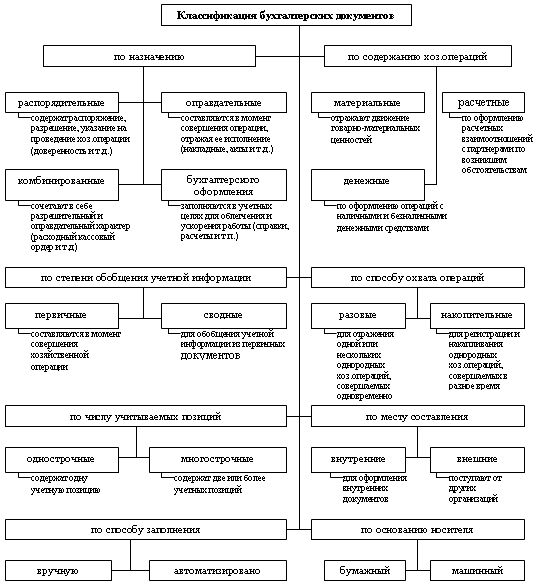 Классификация бухгалтерских документов
по назначению
по содержанию хоз.операций
распорядительные
содержат распоряжение,
разрешение, указание на
проведение хоз.операции
(доверенность и т.д.)
оправдательные
составляются в момент
совершения операции,
отражая ее исполнение
(накладные, акты и т.д.)
материальные
отражают движение
товарно-материальных
ценностей
расчетные
по оформлению
расчетных
взаимоотношений
с партнерами по
возникшим
обстоятельствам
комбинированные
сочетают в себе
разрешительный и
оправдательный характер
(расходный кассовый
ордер и т.д)
бухгалтерского
оформления
заполняются в учетных
целях для облегчения и
ускорения работы (справки,
расчеты и т.п.)
денежные
по оформлению операций с
наличными и безналичными
денежными средствами
по степени обобщения учетной информации
по способу охвата операций
первичные
составляются в момент
совершения
хозяйственной
операции
сводные
для обобщения учетной
информации из первичных
ДОКУМЕНТОВ
разовые
для отражения
одной или
нескольких
однородных
хоз.операций,
совершаемых
одновременно
накопительные
для регистрации и
накапливания
однородных
хоз.операций,
совершаемых в
разное время
по числу учитываемых позиций
по месту составления
однострочные
содержат одну
учетную позицию
многострочные
содержат две или более
учетных позиций
внутренние
для оформления
внутренних
документов
внешние
поступают от
других
организаций
по способу заполнения
по основанию носителя
вручную
автоматизировано
бумажный
машинный